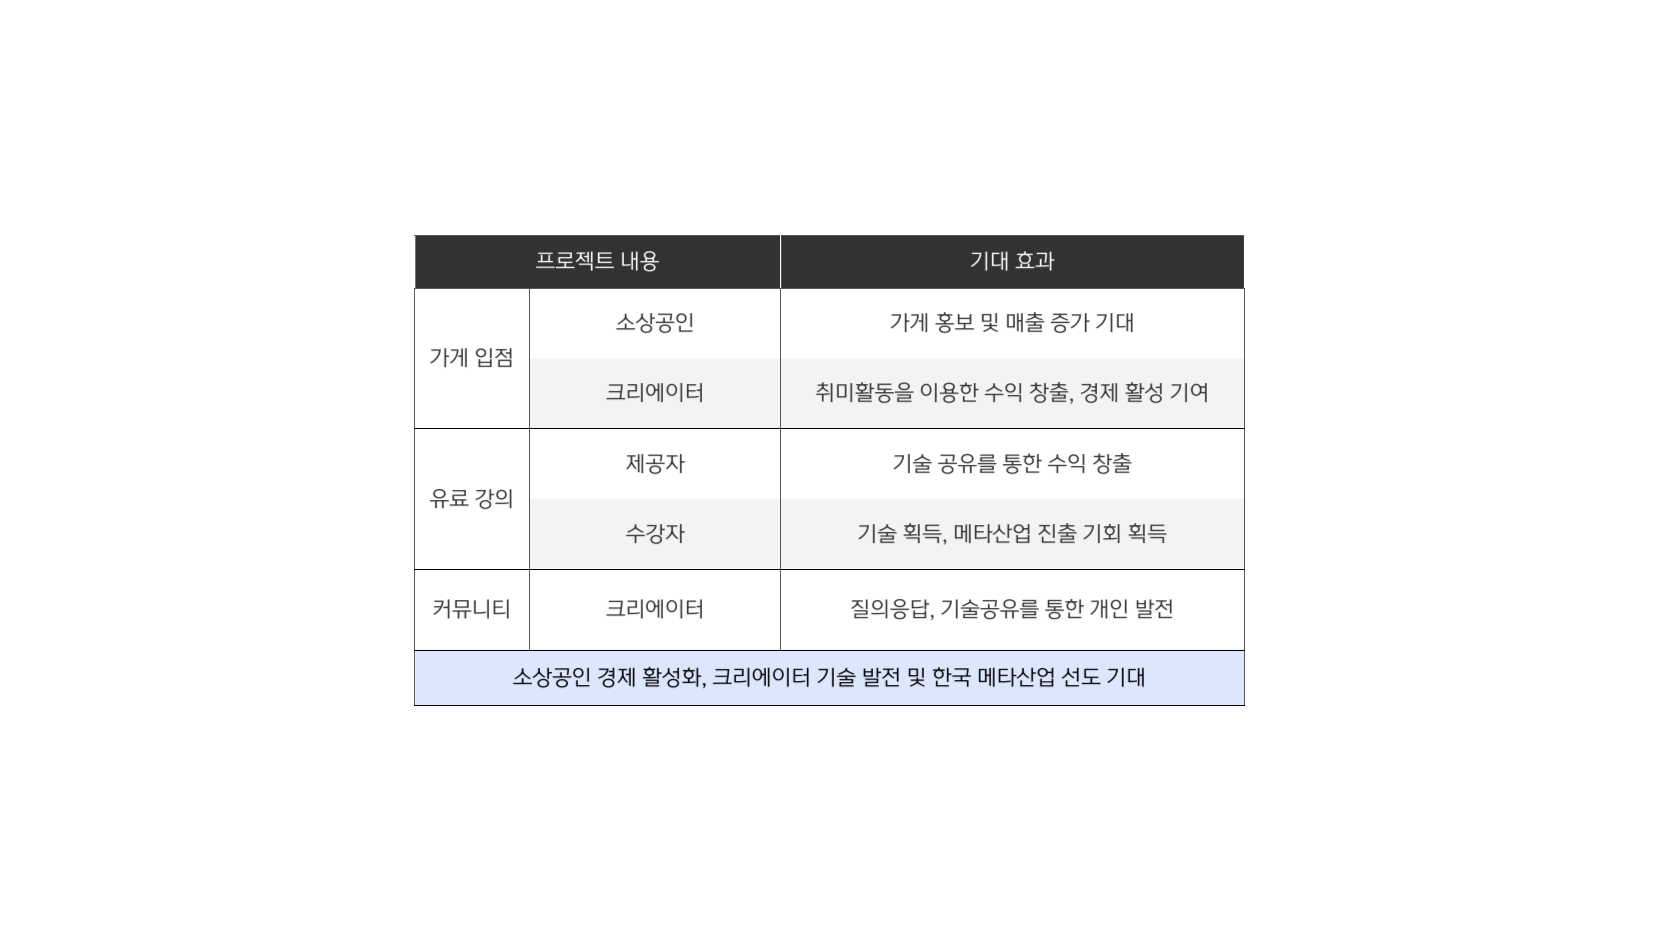 프로젝트 내용 기대 효과
가게 입점
소상공인 가게 홍보 및 매출 증가 기대
크리에이터 취미활동을 이용한 수익 창출, 경제 활성 기여
유료 강의
제공자 기술 공유를 통한 수익 창출
수강자 기술 획득, 메타산업 진출 기회 획득
커뮤니티 크리에이터 질의응답, 기술공유를 통한 개인 발전
소상공인 경제 활성화, 크리에이터 기술 발전 및 한국 메타산업 선도 기대